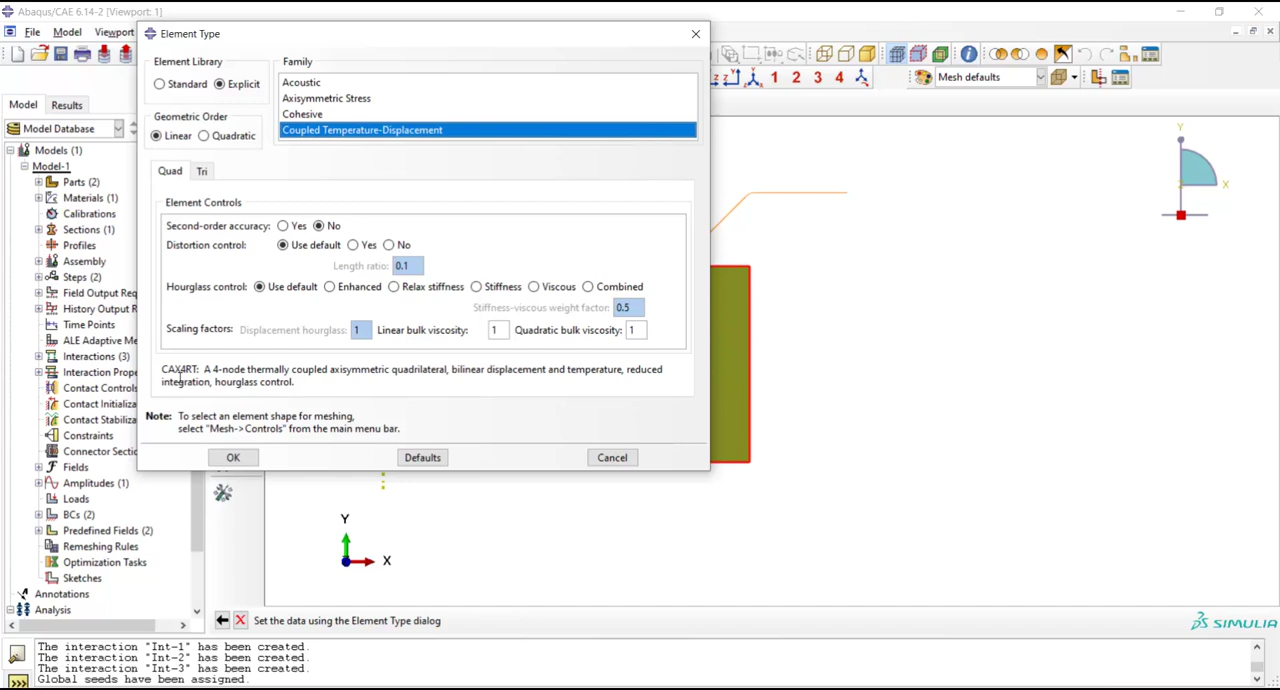 Abaqus/CAE 6.14-2 [Viewport: 1]
File Model Viewport
Element Type
Element Library
Standard Explicit
Geometric Order
Linear Quadratic
Family
Acoustic
Axisymmetric Stress
Cohesive
Coupled Temperature-Displacement
Quad Tri
Element Controls
Second-order accuracy: Yes No
Distortion control: Use default Yes No
Length ratio: 0.1
Hourglass control: Use default Enhanced Relax stiffness Stiffness Viscous Combined
Stiffness-viscous weight factor: 0.5
Scaling factors: Displacement hourglass: 1 Linear bulk viscosity: 1 Quadratic bulk viscosity: 1
CAX4RT: A 4-node thermally coupled axisymmetric quadrilateral, bilinear displacement and temperature, reduced
integration, hourglass control.
Note: To select an element shape for meshing,
select "Mesh->Controls" from the main menu bar.
OK Defaults Cancel
1 2 3 4
Mesh defaults
Model Results
Model Database
Models (1)
Model-1
Parts (2)
Materials (1)
Calibrations
Sections (1)
Profiles
Assembly
Steps (2)
Field Output Req
History Output R
Time Points
ALE Adaptive Me
Interactions (3)
Interaction Prope
Contact Controls
Contact Initializa
Contact Stabiliza
Constraints
Connector Secti
Fields
Amplitudes (1)
Loads
BCs (2)
Predefined Fields (2)
Remeshing Rules
Optimization Tasks
Sketches
Annotations
Analysis
Y
X
Z
Y
X
Set the data using the Element Type dialog
SIMULIA
The interaction "Int-1" has been created.
The interaction "Int-2" has been created.
The interaction "Int-3" has been created.
Global seeds have been assigned.